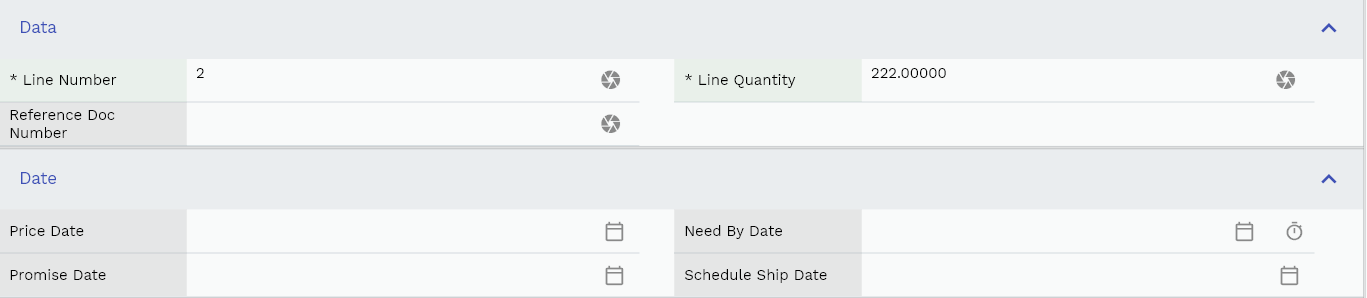 Data
* Line Number 2 * Line Quantity 222.00000
Reference Doc
Number
Date
Price Date Need By Date
Promise Date Schedule Ship Date